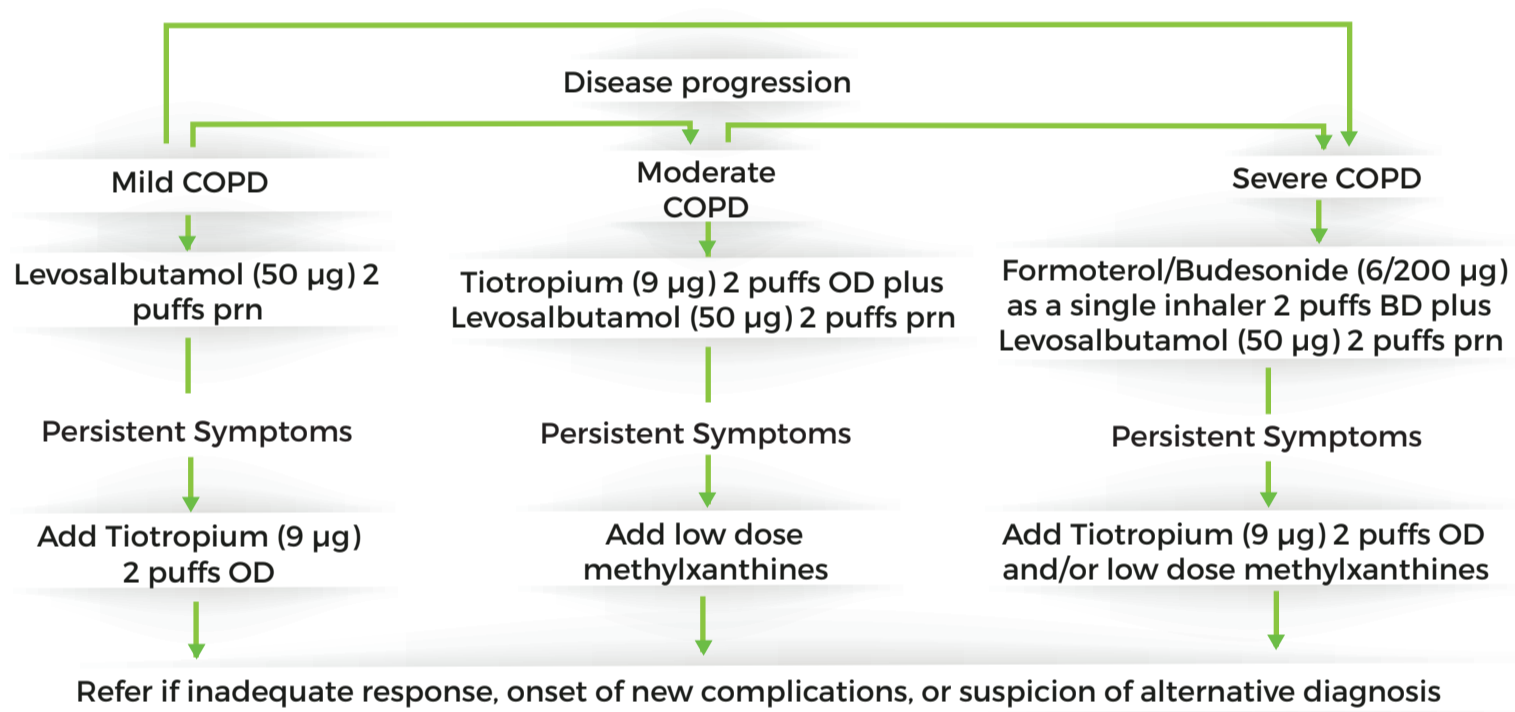 Disease progression
Mild COPD
Levosalbutamol (50 µg) 2
puffs prn
Persistent Symptoms
Add Tiotropium (9 µg)
2 puffs OD
Moderate
COPD
Tiotropium (9 µg) 2 puffs OD plus
Levosalbutamol (50 µg) 2 puffs prn
Persistent Symptoms
Add low dose
methylxanthines
Severe COPD
Formoterol/Budesonide (6/200 µg)
as a single inhaler 2 puffs BD plus
Levosalbutamol (50 µg) 2 puffs prn
Persistent Symptoms
Add Tiotropium (9 µg) 2 puffs OD
and/or low dose methylxanthines
Refer if inadequate response, onset of new complications, or suspicion of alternative diagnosis